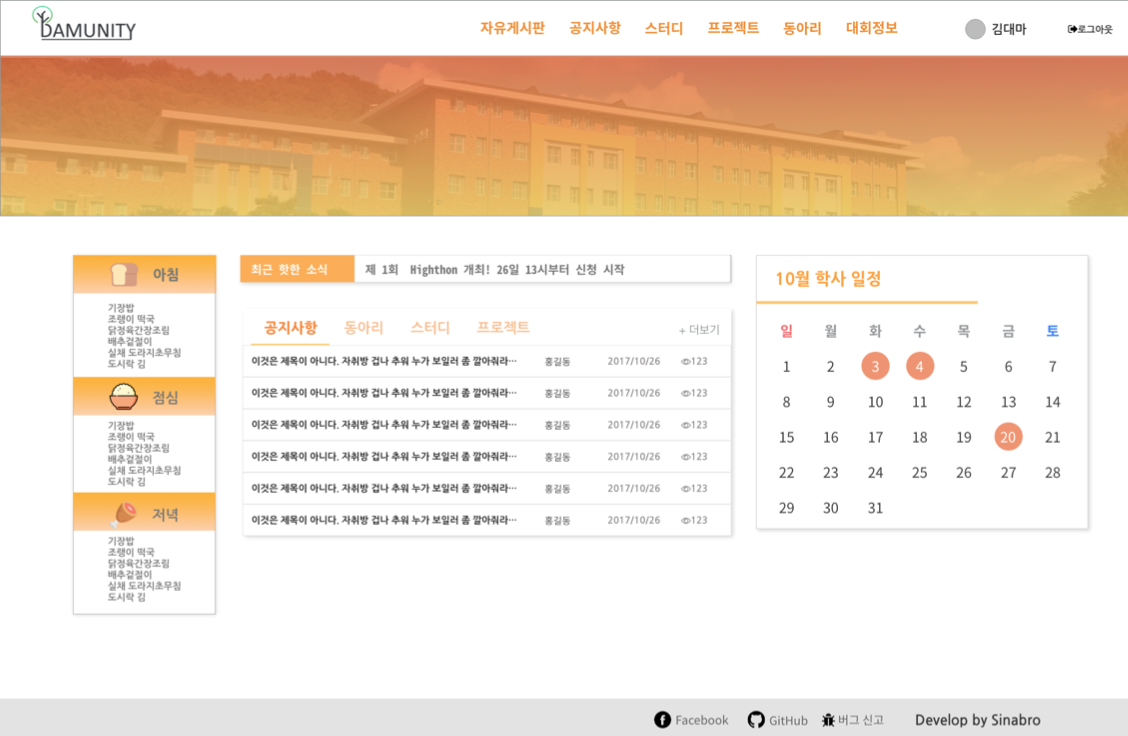 DAMUNITY
자유게시판 공지사항 스터디 프로젝트 동아리 대회정보
김대마
로그아웃
아침
기장밥
조랭이 떡국
닭정육간장조림
배추겉절이
실채 도라지초무침
도시락 김
점심
기장밥
조랭이 떡국
닭정육간장조림
배추겉절이
실채 도라지초무침
도시락 김
저녁
기장밥
조랭이 떡국
닭정육간장조림
배추겉절이
실채 도라지초무침
도시락 김
최근 핫한 소식 제 1회 Highthon 개최! 26일 13시부터 신청 시작
공지사항 동아리 스터디 프로젝트 + 더보기
이것은 제목이 아니다. 자취방 겁나 추워 누가 보일러 좀 깔아줘라… 홍길동 2017/10/26 123
이것은 제목이 아니다. 자취방 겁나 추워 누가 보일러 좀 깔아줘라… 홍길동 2017/10/26 123
이것은 제목이 아니다. 자취방 겁나 추워 누가 보일러 좀 깔아줘라… 홍길동 2017/10/26 123
이것은 제목이 아니다. 자취방 겁나 추워 누가 보일러 좀 깔아줘라… 홍길동 2017/10/26 123
이것은 제목이 아니다. 자취방 겁나 추워 누가 보일러 좀 깔아줘라… 홍길동 2017/10/26 123
이것은 제목이 아니다. 자취방 겁나 추워 누가 보일러 좀 깔아줘라… 홍길동 2017/10/26 123
10월 학사 일정
일 월 화 수 목 금 토
1 2 3 4 5 6 7
8 9 10 11 12 13 14
15 16 17 18 19 20 21
22 23 24 25 26 27 28
29 30 31
Facebook GitHub 버그 신고 Develop by Sinabro